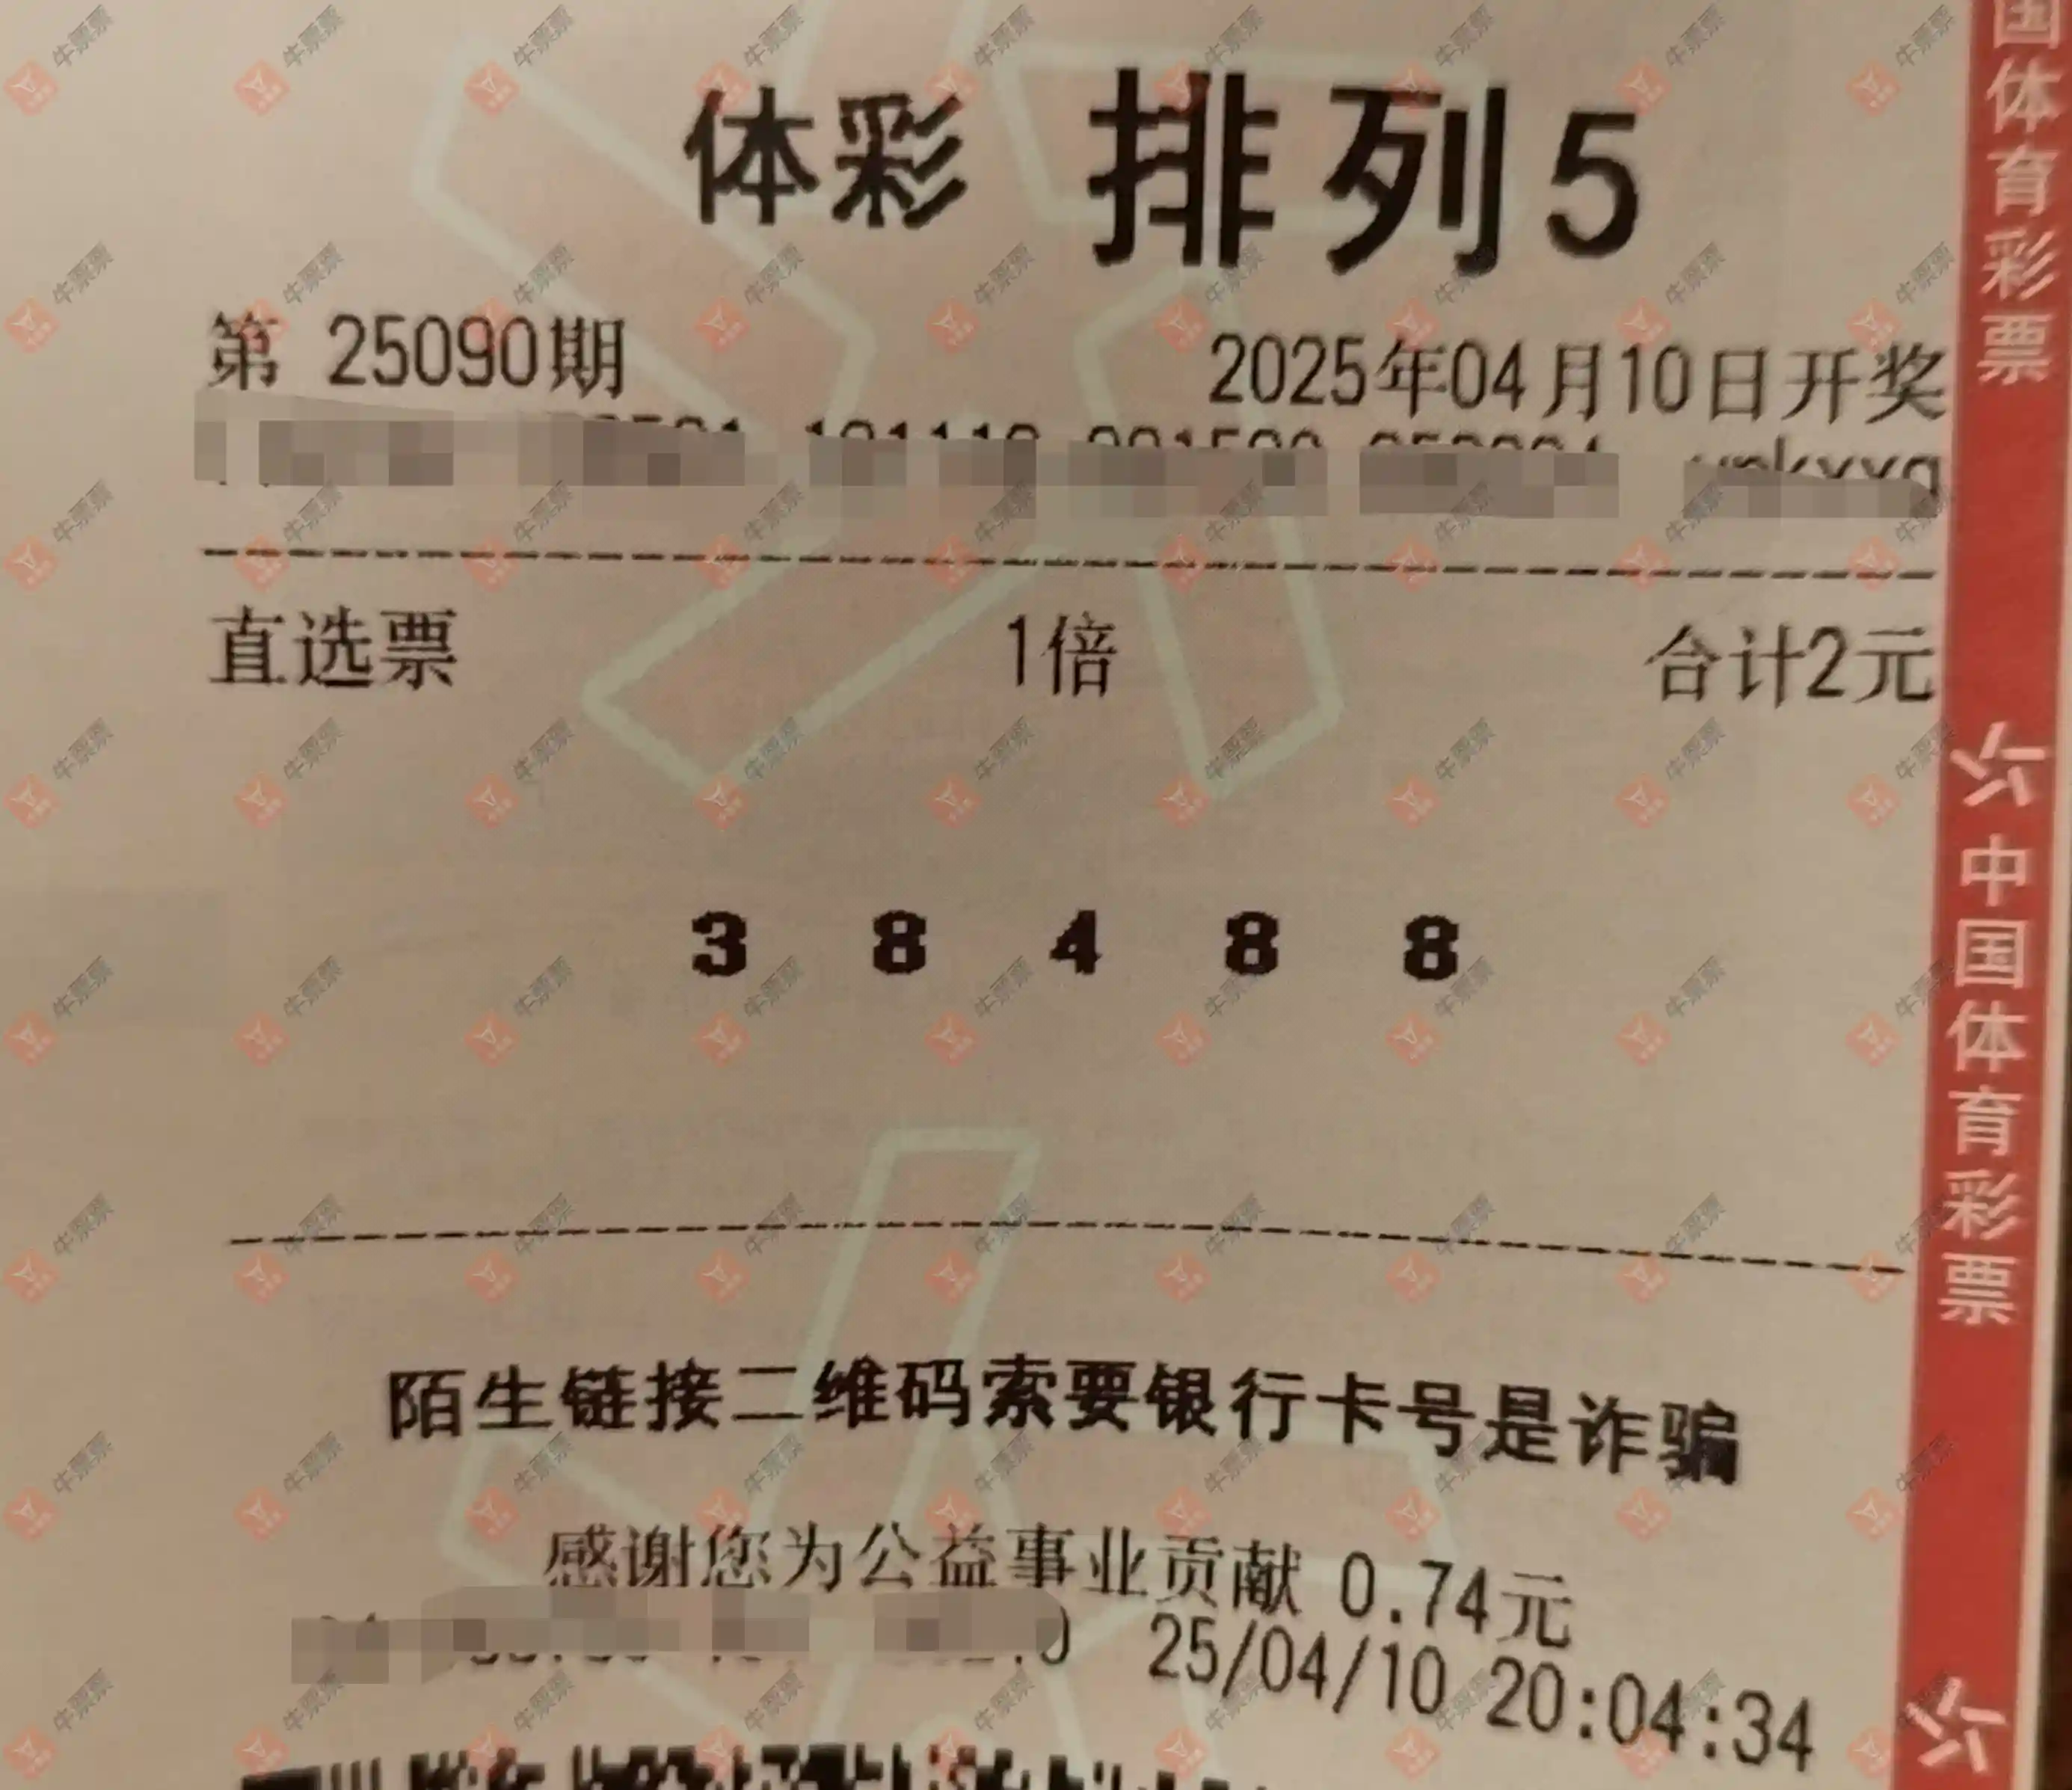 体彩 排列5
第 25090期 2025年04月10日开奖
直选票 1倍 合计2元
3 8 4 8 8
陌生链接二维码索要银行卡号是诈骗
感谢您为公益事业贡献 0.74元
25/04/10 20:04:34
国体育彩票
中国体育彩票
牛票票